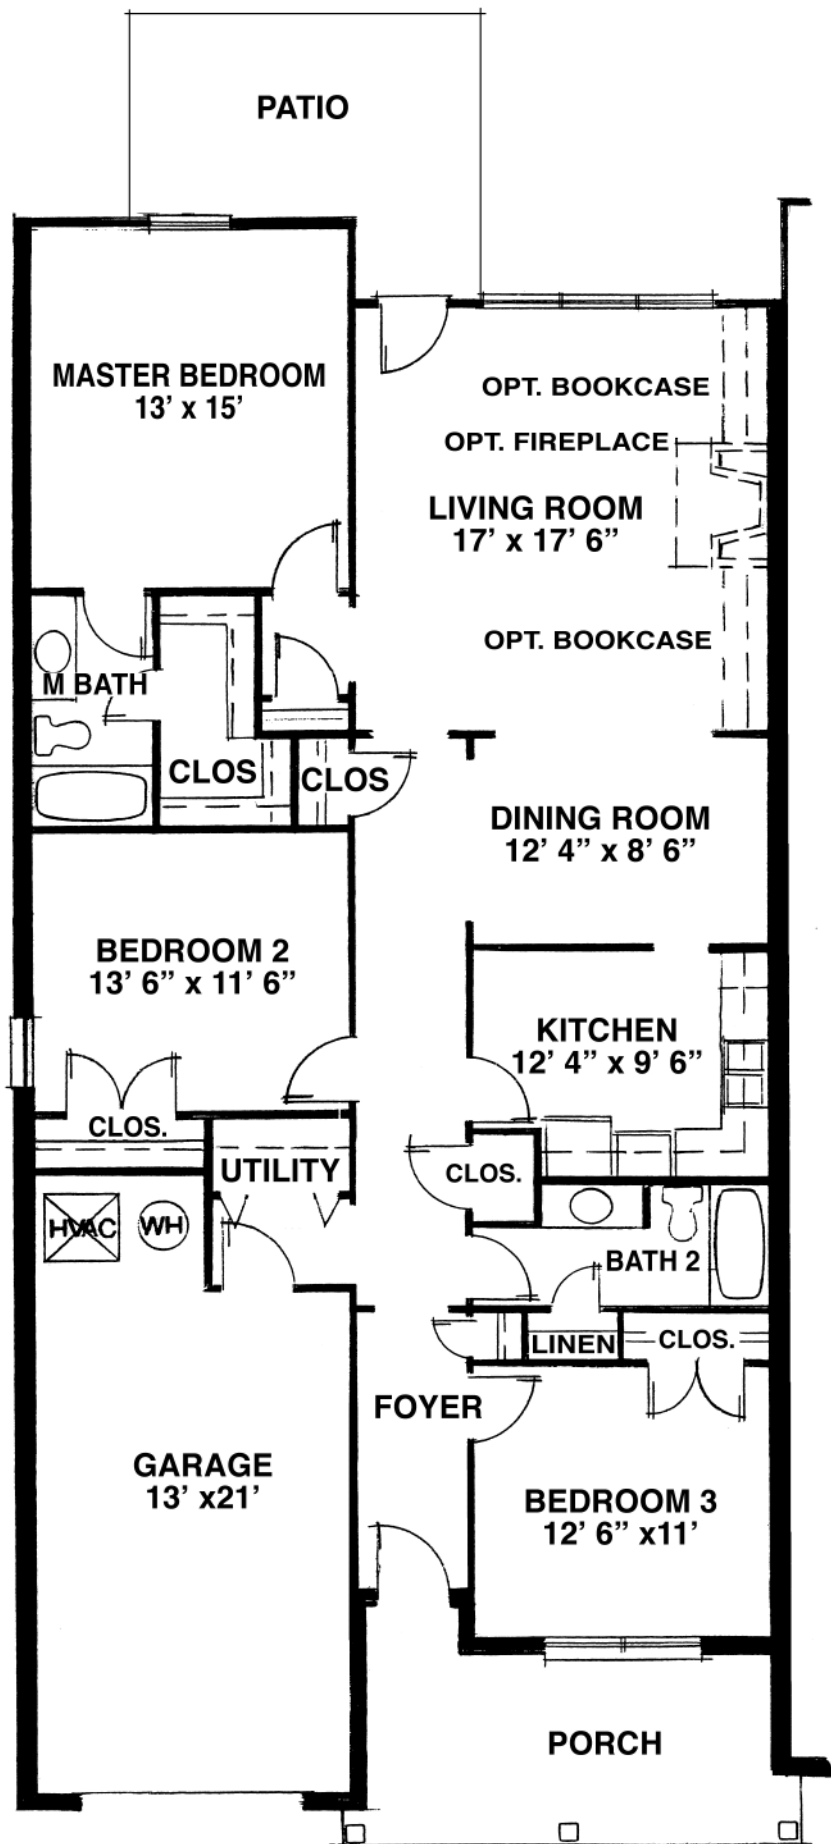 PATIO
MASTER BEDROOM
13’ x 15’
OPT. BOOKCASE
OPT. FIREPLACE
LIVING ROOM
17’ x 17’ 6”
OPT. BOOKCASE
M BATH
CLOS
CLOS
DINING ROOM
12’ 4” x 8’ 6”
BEDROOM 2
13’ 6” x 11’ 6”
KITCHEN
12’ 4” x 9’ 6”
CLOS.
UTILITY
CLOS.
HVAC
WH
BATH 2
LINEN
CLOS.
FOYER
GARAGE
13’ x21’
BEDROOM 3
12’ 6” x11’
PORCH